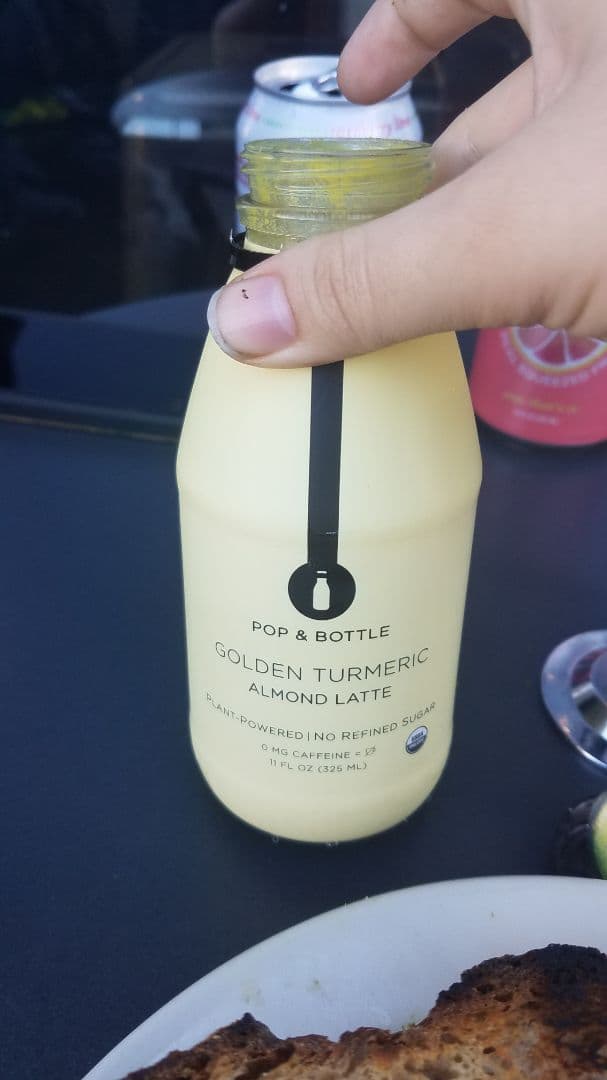 POP & BOTTLE
GOLDEN TURMERIC
ALMOND LATTE
PLANT-POWERED | NO REFINED SUGAR
0 MG CAFFEINE =
11 FL OZ (325 ML)
USDA